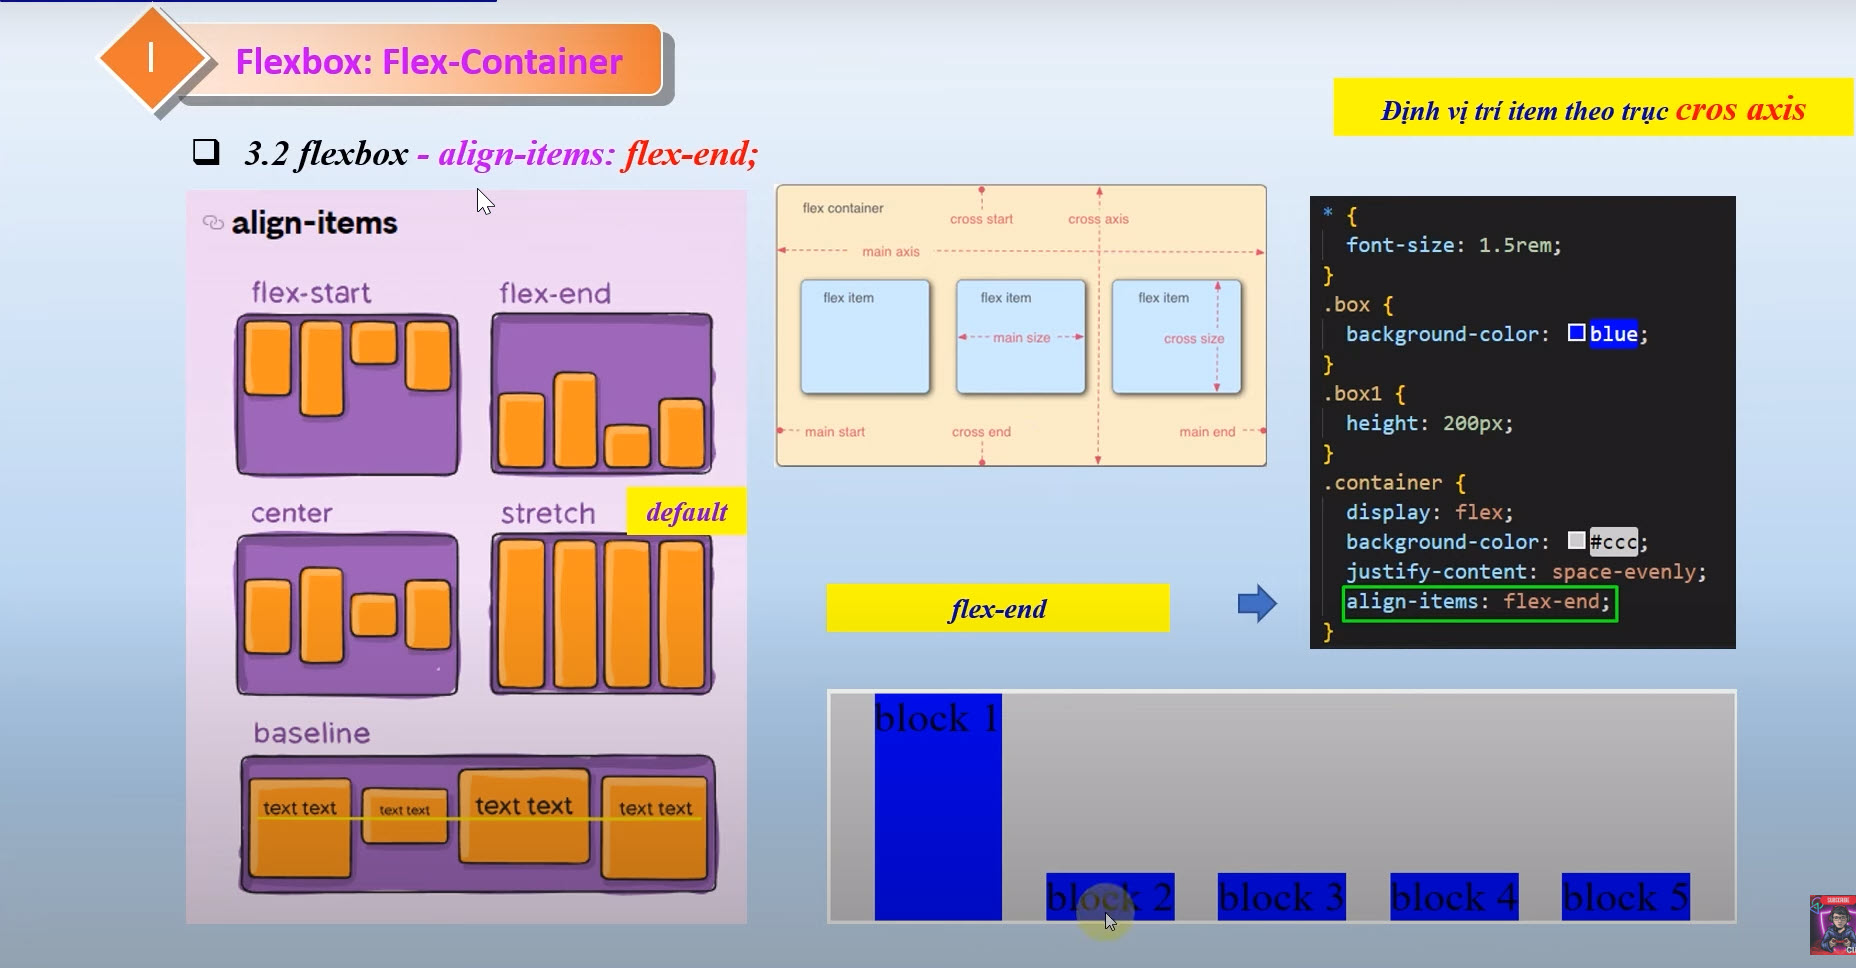 I
Flexbox: Flex-Container
Định vị trí item theo trục cros axis
3.2 flexbox - align-items: flex-end;
align-items
flex-start
flex-end
center
stretch
default
baseline
text text
text text
text text
text text
flex container
cross start
cross axis
main axis
flex item
flex item
flex item
main size
cross size
main start
cross end
main end
* {
font-size: 1.5rem;
}
.box {
background-color: blue;
}
.box1 {
height: 200px;
}
.container {
display: flex;
background-color: #ccc;
justify-content: space-evenly;
align-items: flex-end;
}
flex-end
block 1
block 2
block 3
block 4
block 5
SUBSCRIBE